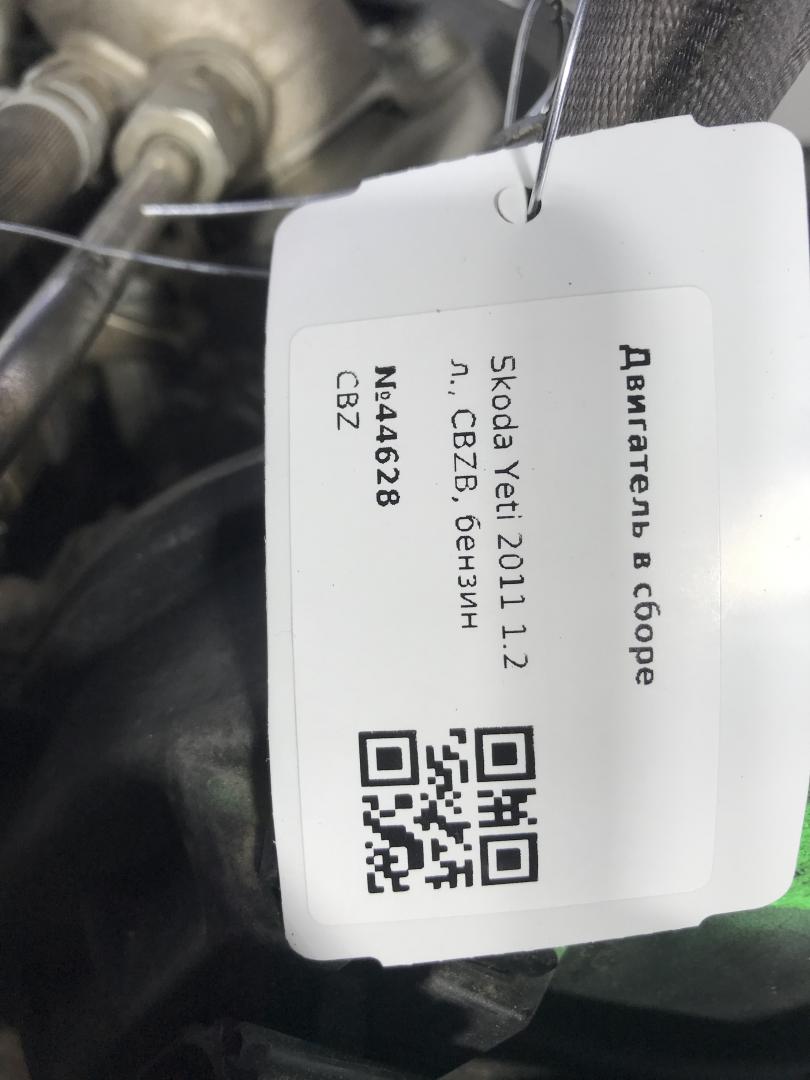 Двигатель в сборе
Skoda Yeti 2011 1.2
л., CBZB, бензин
№44628
CBZ